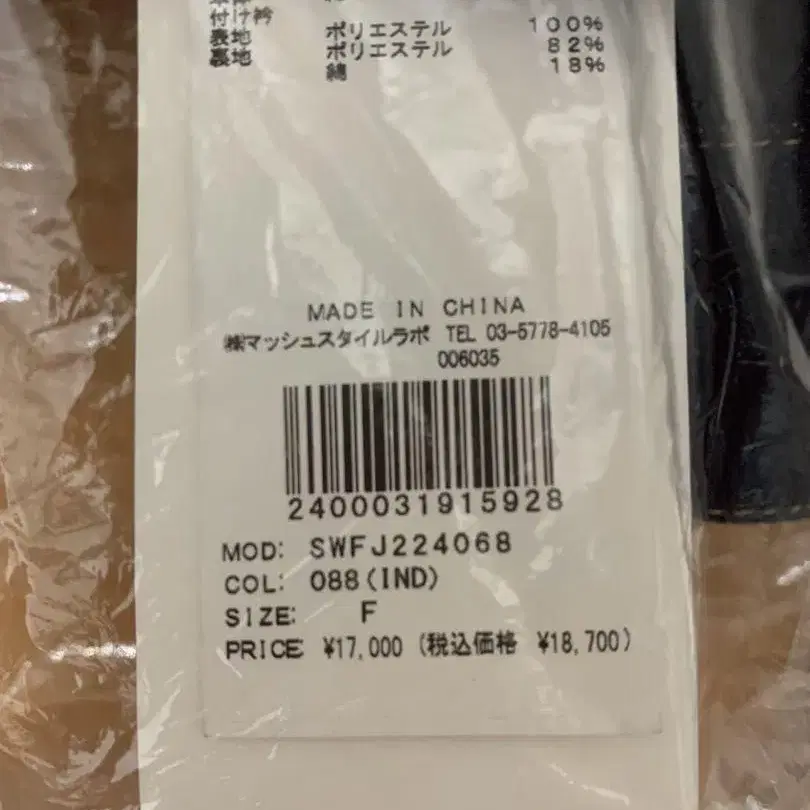 付け衿
表地 ポリエステル 100%
裏地 ポリエステル 82%
綿 18%
MADE IN CHINA
㈱マッシュスタイルラボ TEL 03-5778-4105
006035
2400031915928
MOD: SWFJ224068
COL: 088(IND)
SIZE: F
PRICE: ¥17,000 (税込価格 ¥18,700)